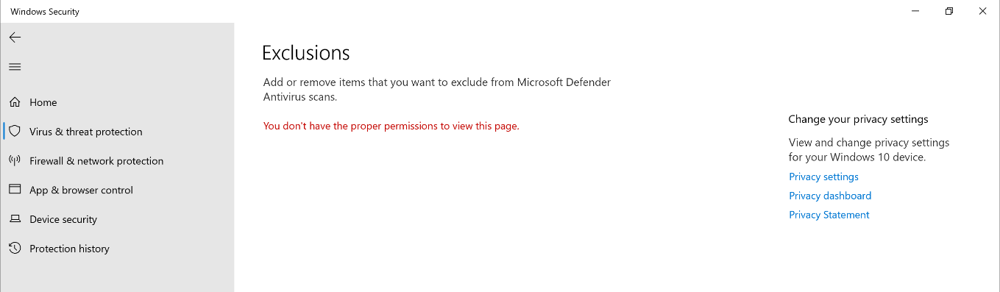 Windows Security
Home
Virus & threat protection
Firewall & network protection
App & browser control
Device security
Protection history
Exclusions
Add or remove items that you want to exclude from Microsoft Defender
Antivirus scans.
You don't have the proper permissions to view this page.
Change your privacy settings
View and change privacy settings
for your Windows 10 device.
Privacy settings
Privacy dashboard
Privacy Statement